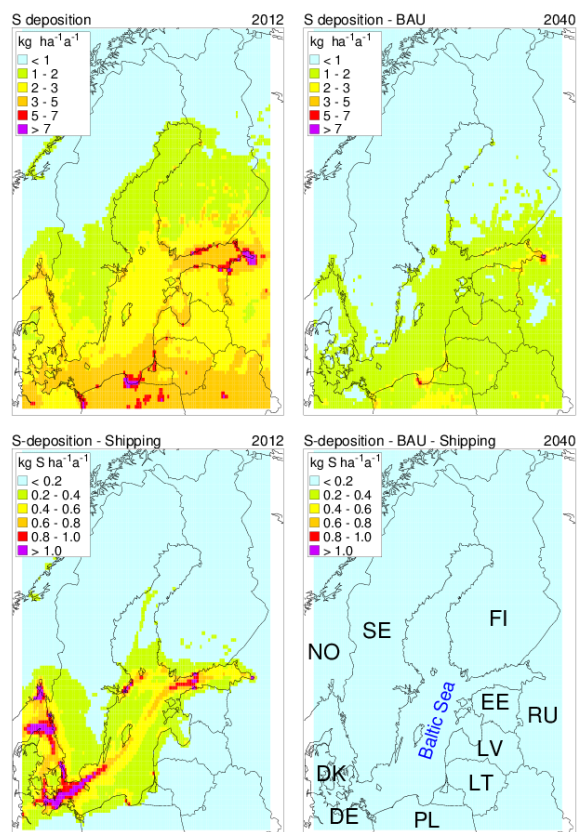 S deposition 2012
kg ha-1a-1
< 1
1 - 2
2 - 3
3 - 5
5 - 7
> 7
S deposition - BAU 2040
kg ha-1a-1
< 1
1 - 2
2 - 3
3 - 5
5 - 7
> 7
S-deposition - Shipping 2012
kg S ha-1a-1
< 0.2
0.2 - 0.4
0.4 - 0.6
0.6 - 0.8
0.8 - 1.0
> 1.0
S-deposition - BAU - Shipping 2040
kg S ha-1a-1
< 0.2
0.2 - 0.4
0.4 - 0.6
0.6 - 0.8
0.8 - 1.0
> 1.0
SE
FI
NO
Baltic Sea
EE
RU
LV
DK
LT
DE
PL